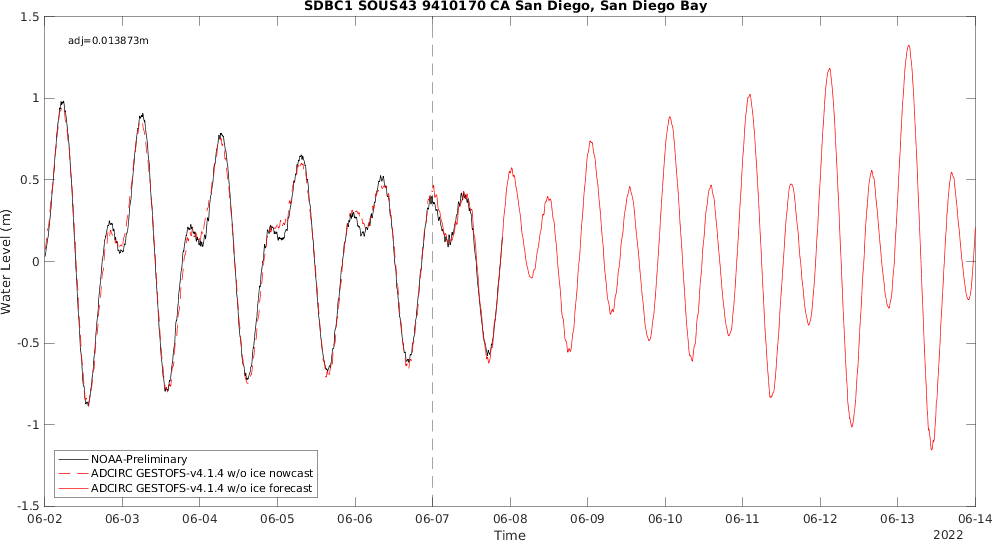 SDBC1 SOUS43 9410170 CA San Diego, San Diego Bay
adj=0.013873m
1.5
1
0.5
0
-0.5
-1
-1.5
Water Level (m)
NOAA-Preliminary
ADCIRC GESTOFS-v4.1.4 w/o ice nowcast
ADCIRC GESTOFS-v4.1.4 w/o ice forecast
06-02 06-03 06-04 06-05 06-06 06-07 06-08 06-09 06-10 06-11 06-12 06-13 06-14
Time
2022